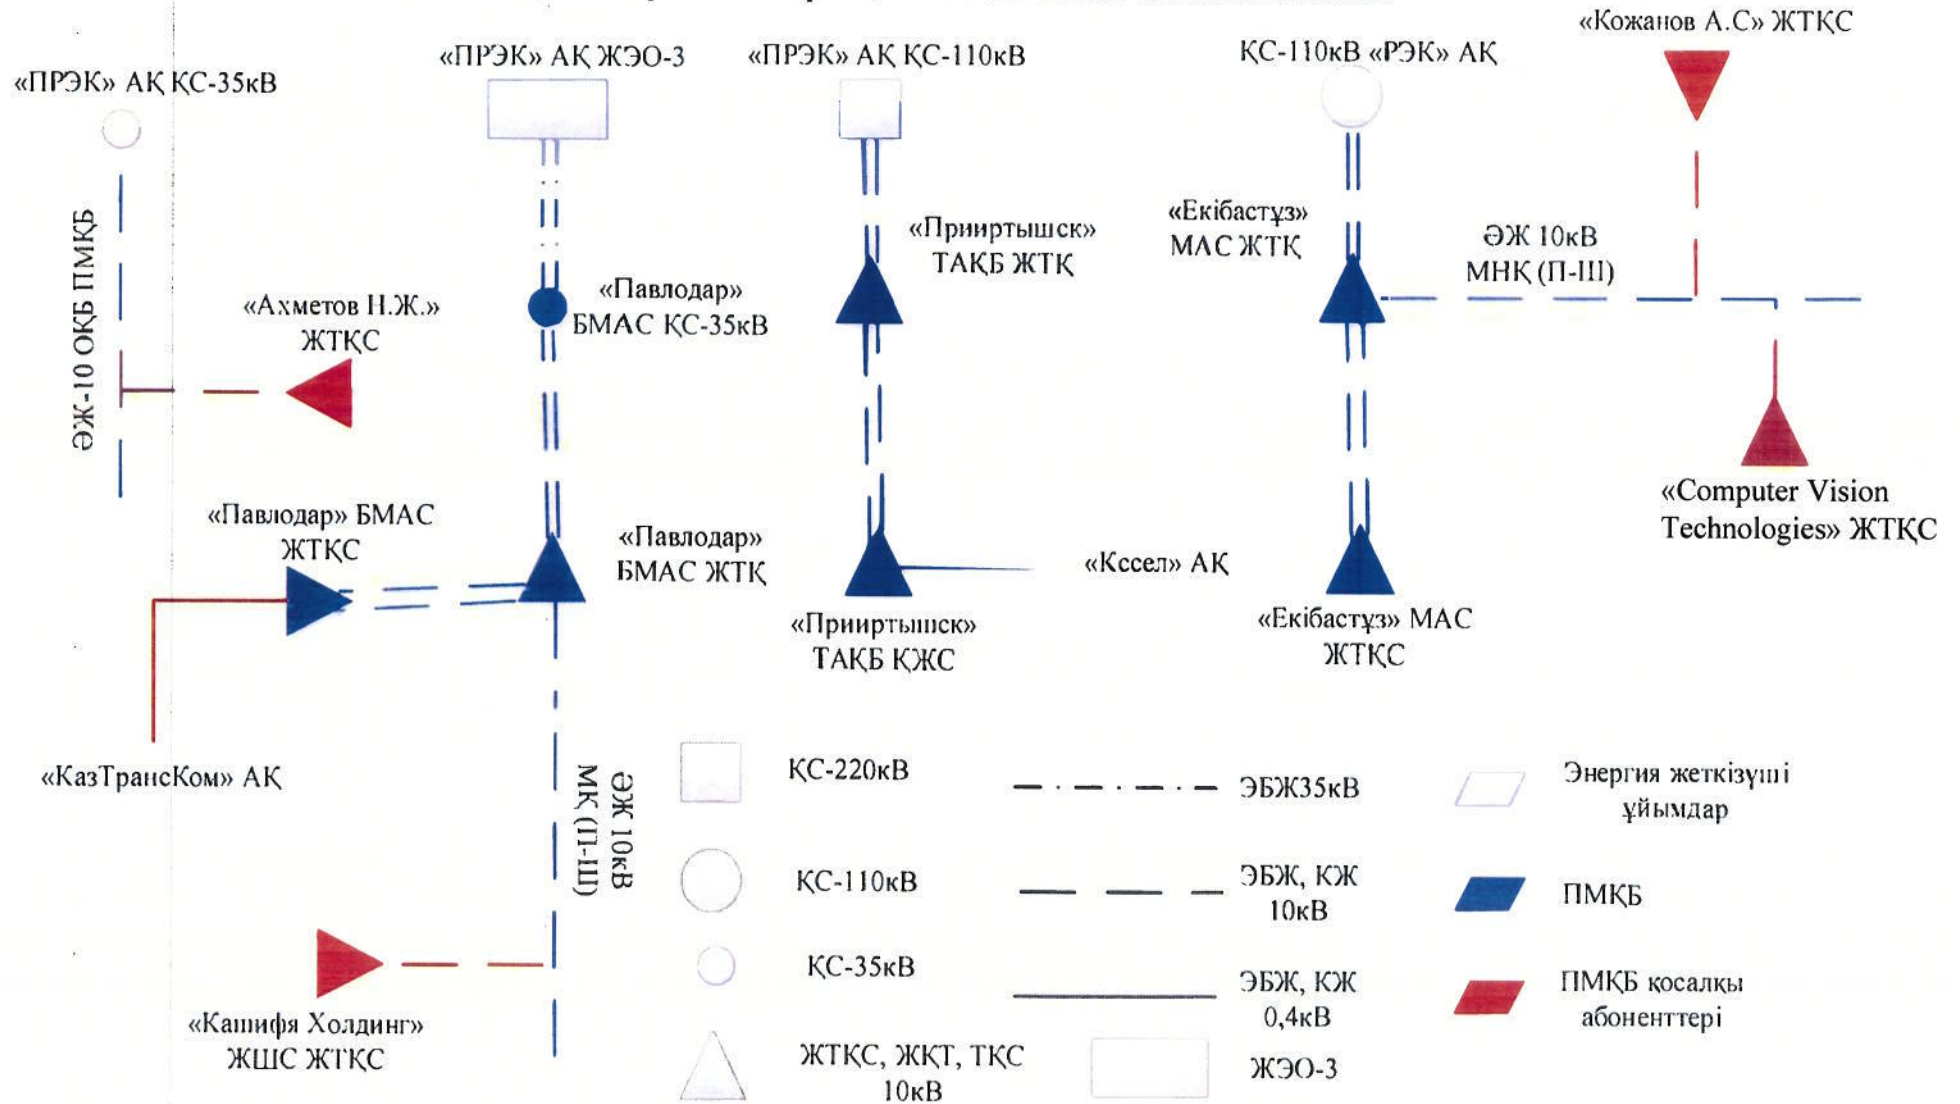 «Кожанов А.С» ЖТҚС
«ПРЭК» АҚ ҚС-35кВ
«ПРЭК» АҚ ЖЭО-3
«ПРЭК» АҚ ҚС-110кВ
ҚС-110кВ «РЭК» АҚ
ӘЖ-10 ОҚБ ПМҚБ
«Ахметов Н.Ж.»
ЖТҚС
«Павлодар»
БМАС ҚС-35кВ
«Прииртышск»
ТАҚБ ЖТҚ
«Екібастұз»
МАС ЖТҚ
ӘЖ 10кВ
МНҚ (П-ІІІ)
«Computer Vision
Technologies» ЖТҚС
«Павлодар» БМАС
ЖТҚС
«Павлодар»
БМАС ЖТҚ
«Кссел» АҚ
«Прииртышск»
ТАҚБ ҚЖС
«Екібастұз» МАС
ЖТҚС
«КазТрансКом» АҚ
ӘЖ 10кВ
МҚ (П-ІІІ)
«Кашифя Холдинг»
ЖШС ЖТҚС
ҚС-220кВ
ЭБЖ35кВ
Энергия жеткізуші
ұйымдар
ҚС-110кВ
ЭБЖ, КЖ
10кВ
ПМҚБ
ҚС-35кВ
ЭБЖ, КЖ
0,4кВ
ПМҚБ қосалқы
абоненттері
ЖТҚС, ЖҚТ, ТҚС
10кВ
ЖЭО-3